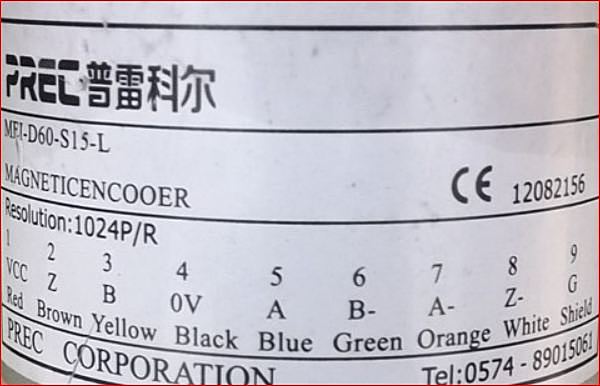 PREC 普雷科尔
MEI-D60-S15-L
MAGNETICENCOOER
CE 12082156
Resolution:1024P/R
1 2 3 4 5 6 7 8 9
VCC Z B 0V A B- A- Z- G
Red Brown Yellow Black Blue Green Orange White Shield
PREC CORPORATION Tel:0574 - 89015061